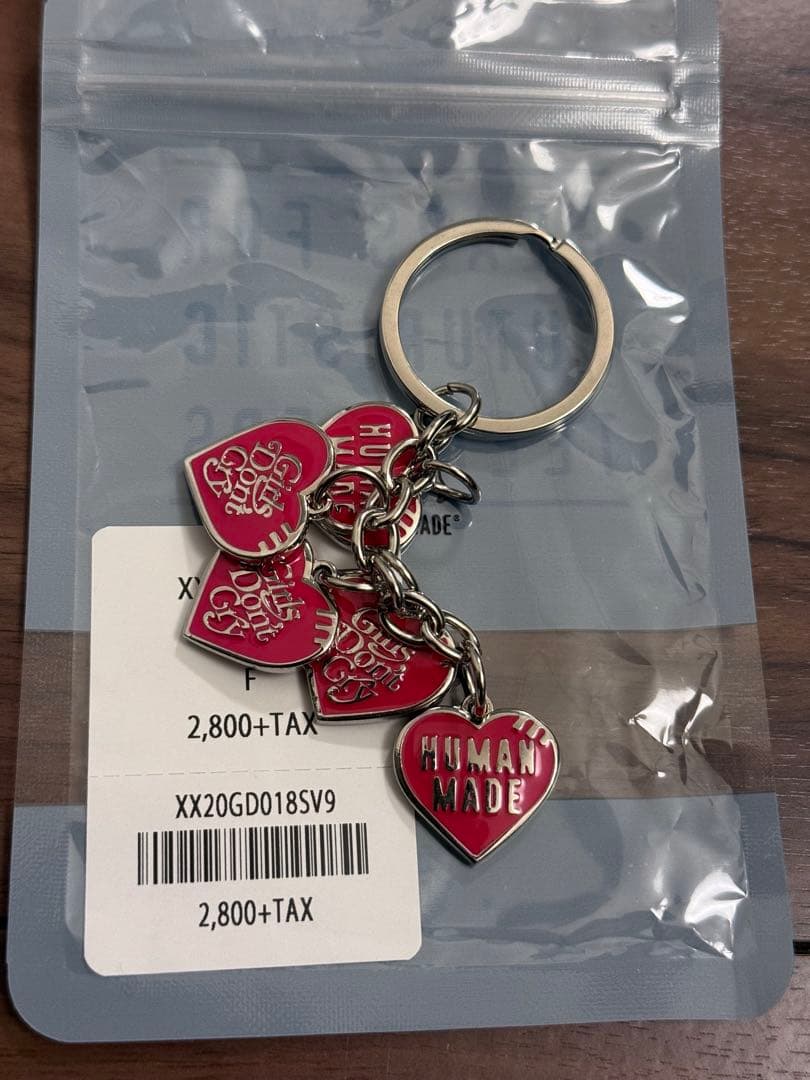 HUMAN
MADE
Girls
Don't
Cry
Girls
Don't
Cry
Girls
Don't
Cry
HUMAN
MADE
ADE®
F
2,800+TAX
XX20GD018SV9
2,800+TAX